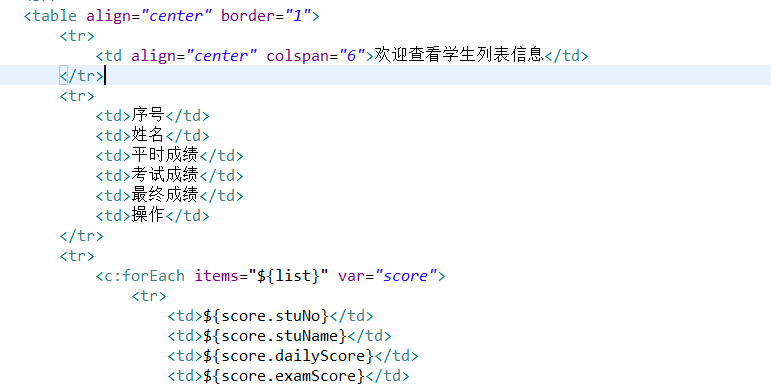 <table align="center" border="1">
<tr>
<td align="center" colspan="6">欢迎查看学生列表信息</td>
</tr>
<tr>
<td>序号</td>
<td>姓名</td>
<td>平时成绩</td>
<td>考试成绩</td>
<td>最终成绩</td>
<td>操作</td>
</tr>
<tr>
<c:forEach items="${list}" var="score">
<tr>
<td>${score.stuNo}</td>
<td>${score.stuName}</td>
<td>${score.dailyScore}</td>
<td>${score.examScore}</td>